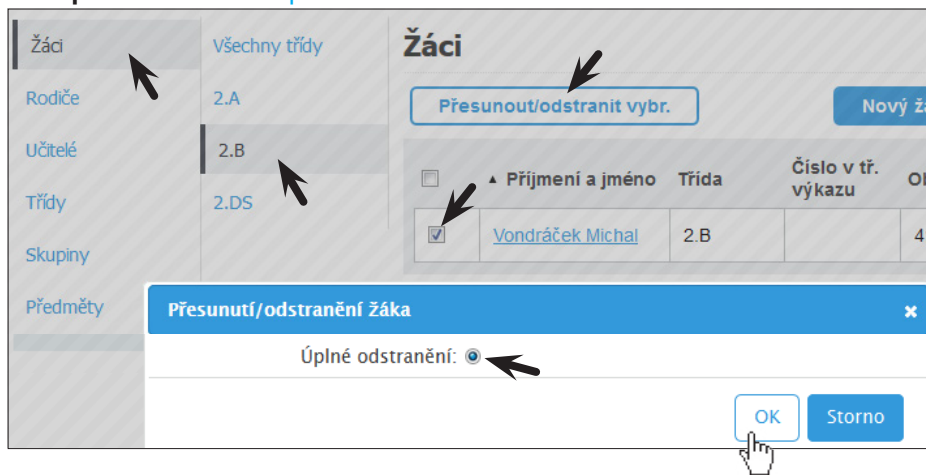 Žáci
Rodiče
Učitelé
Třídy
Skupiny
Předměty
Všechny třídy
2.A
2.B
2.DS
Žáci
Přesunout/odstranit vybr.
Nový
▲ Příjmení a jméno Třída Číslo v tř. výkazu
Vondráček Michal 2.B 4
Přesunutí/odstranění žáka
Úplné odstranění:
OK Storno